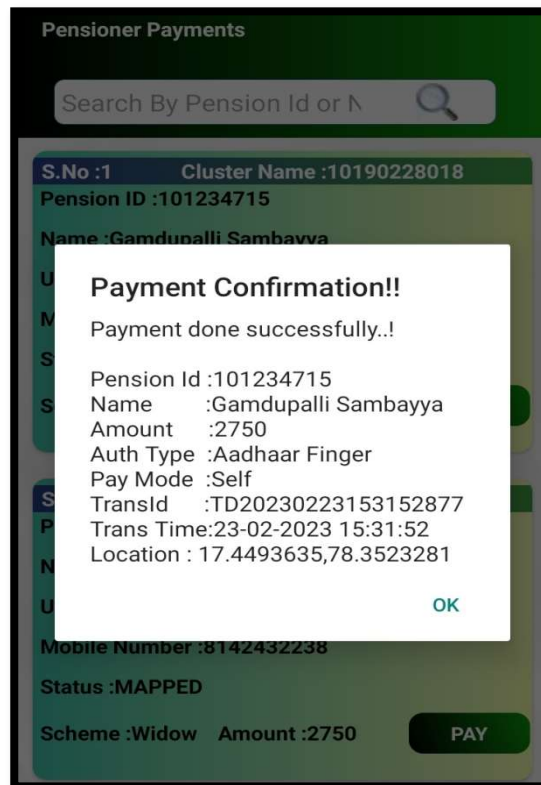 Pensioner Payments
Search By Pension Id or N
S.No :1 Cluster Name :10190228018
Pension ID :101234715
Name :Gamdupalli Sambayya
U
M
S
S
Payment Confirmation!!
Payment done successfully..!
Pension Id :101234715
Name :Gamdupalli Sambayya
Amount :2750
Auth Type :Aadhaar Finger
Pay Mode :Self
TransId :TD20230223153152877
Trans Time:23-02-2023 15:31:52
Location : 17.4493635,78.3523281
OK
S
P
N
U
Mobile Number :8142432238
Status :MAPPED
Scheme :Widow Amount :2750 PAY